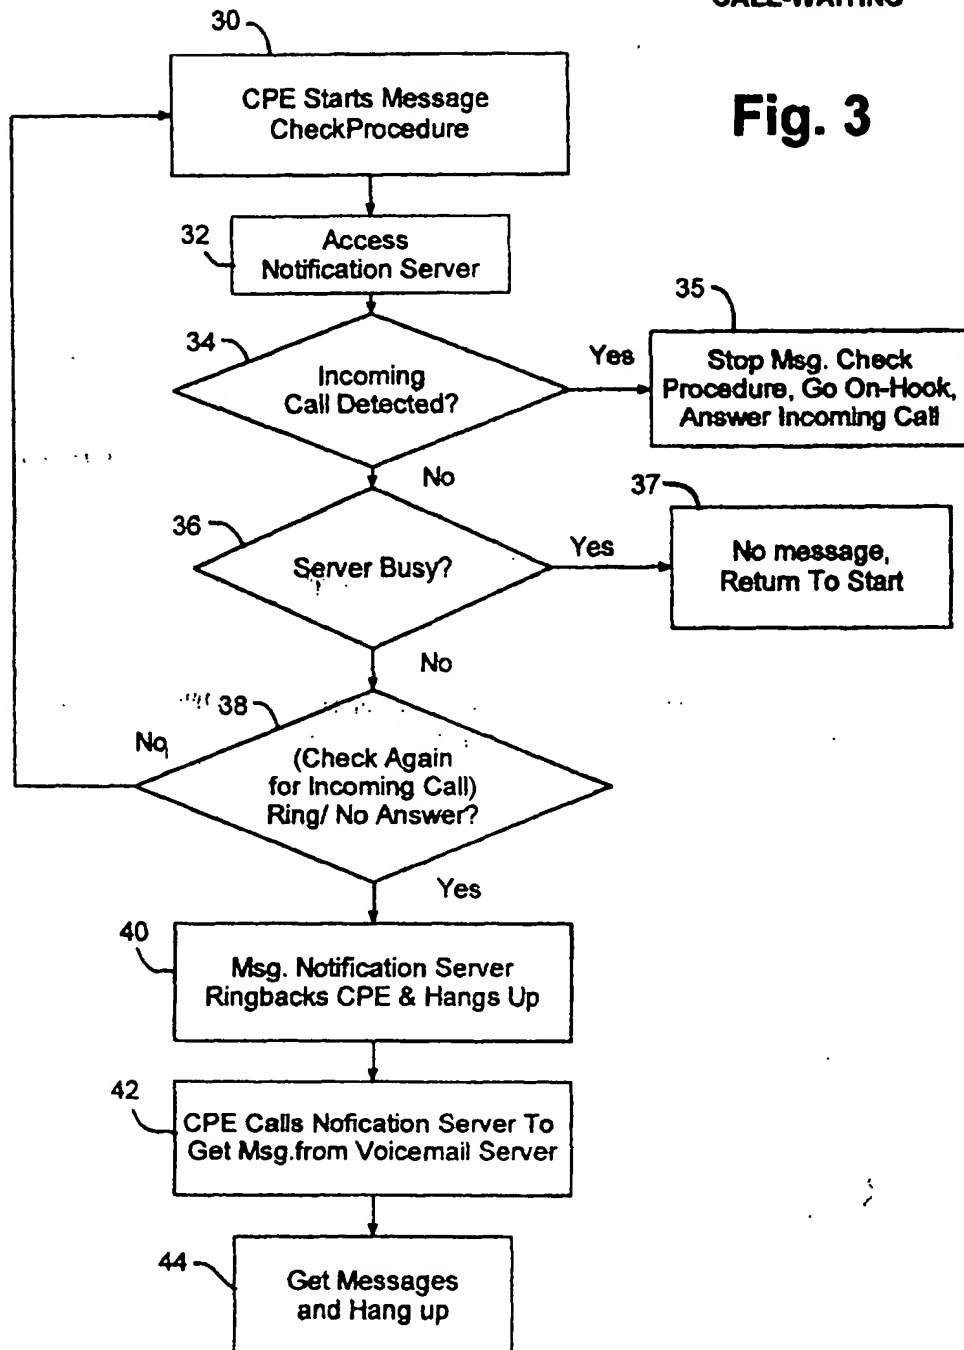 CALL-WAITING
Fig. 3
30
CPE Starts Message
CheckProcedure
32
Access
Notification Server
34
Incoming
Call Detected?
Yes
35
Stop Msg. Check
Procedure, Go On-Hook,
Answer Incoming Call
No
36
Server Busy?
Yes
37
No message,
Return To Start
No
38
No
(Check Again
for Incoming Call)
Ring/ No Answer?
Yes
40
Msg. Notification Server
Ringbacks CPE & Hangs Up
42
CPE Calls Nofication Server To
Get Msg.from Voicemail Server
44
Get Messages
and Hang up